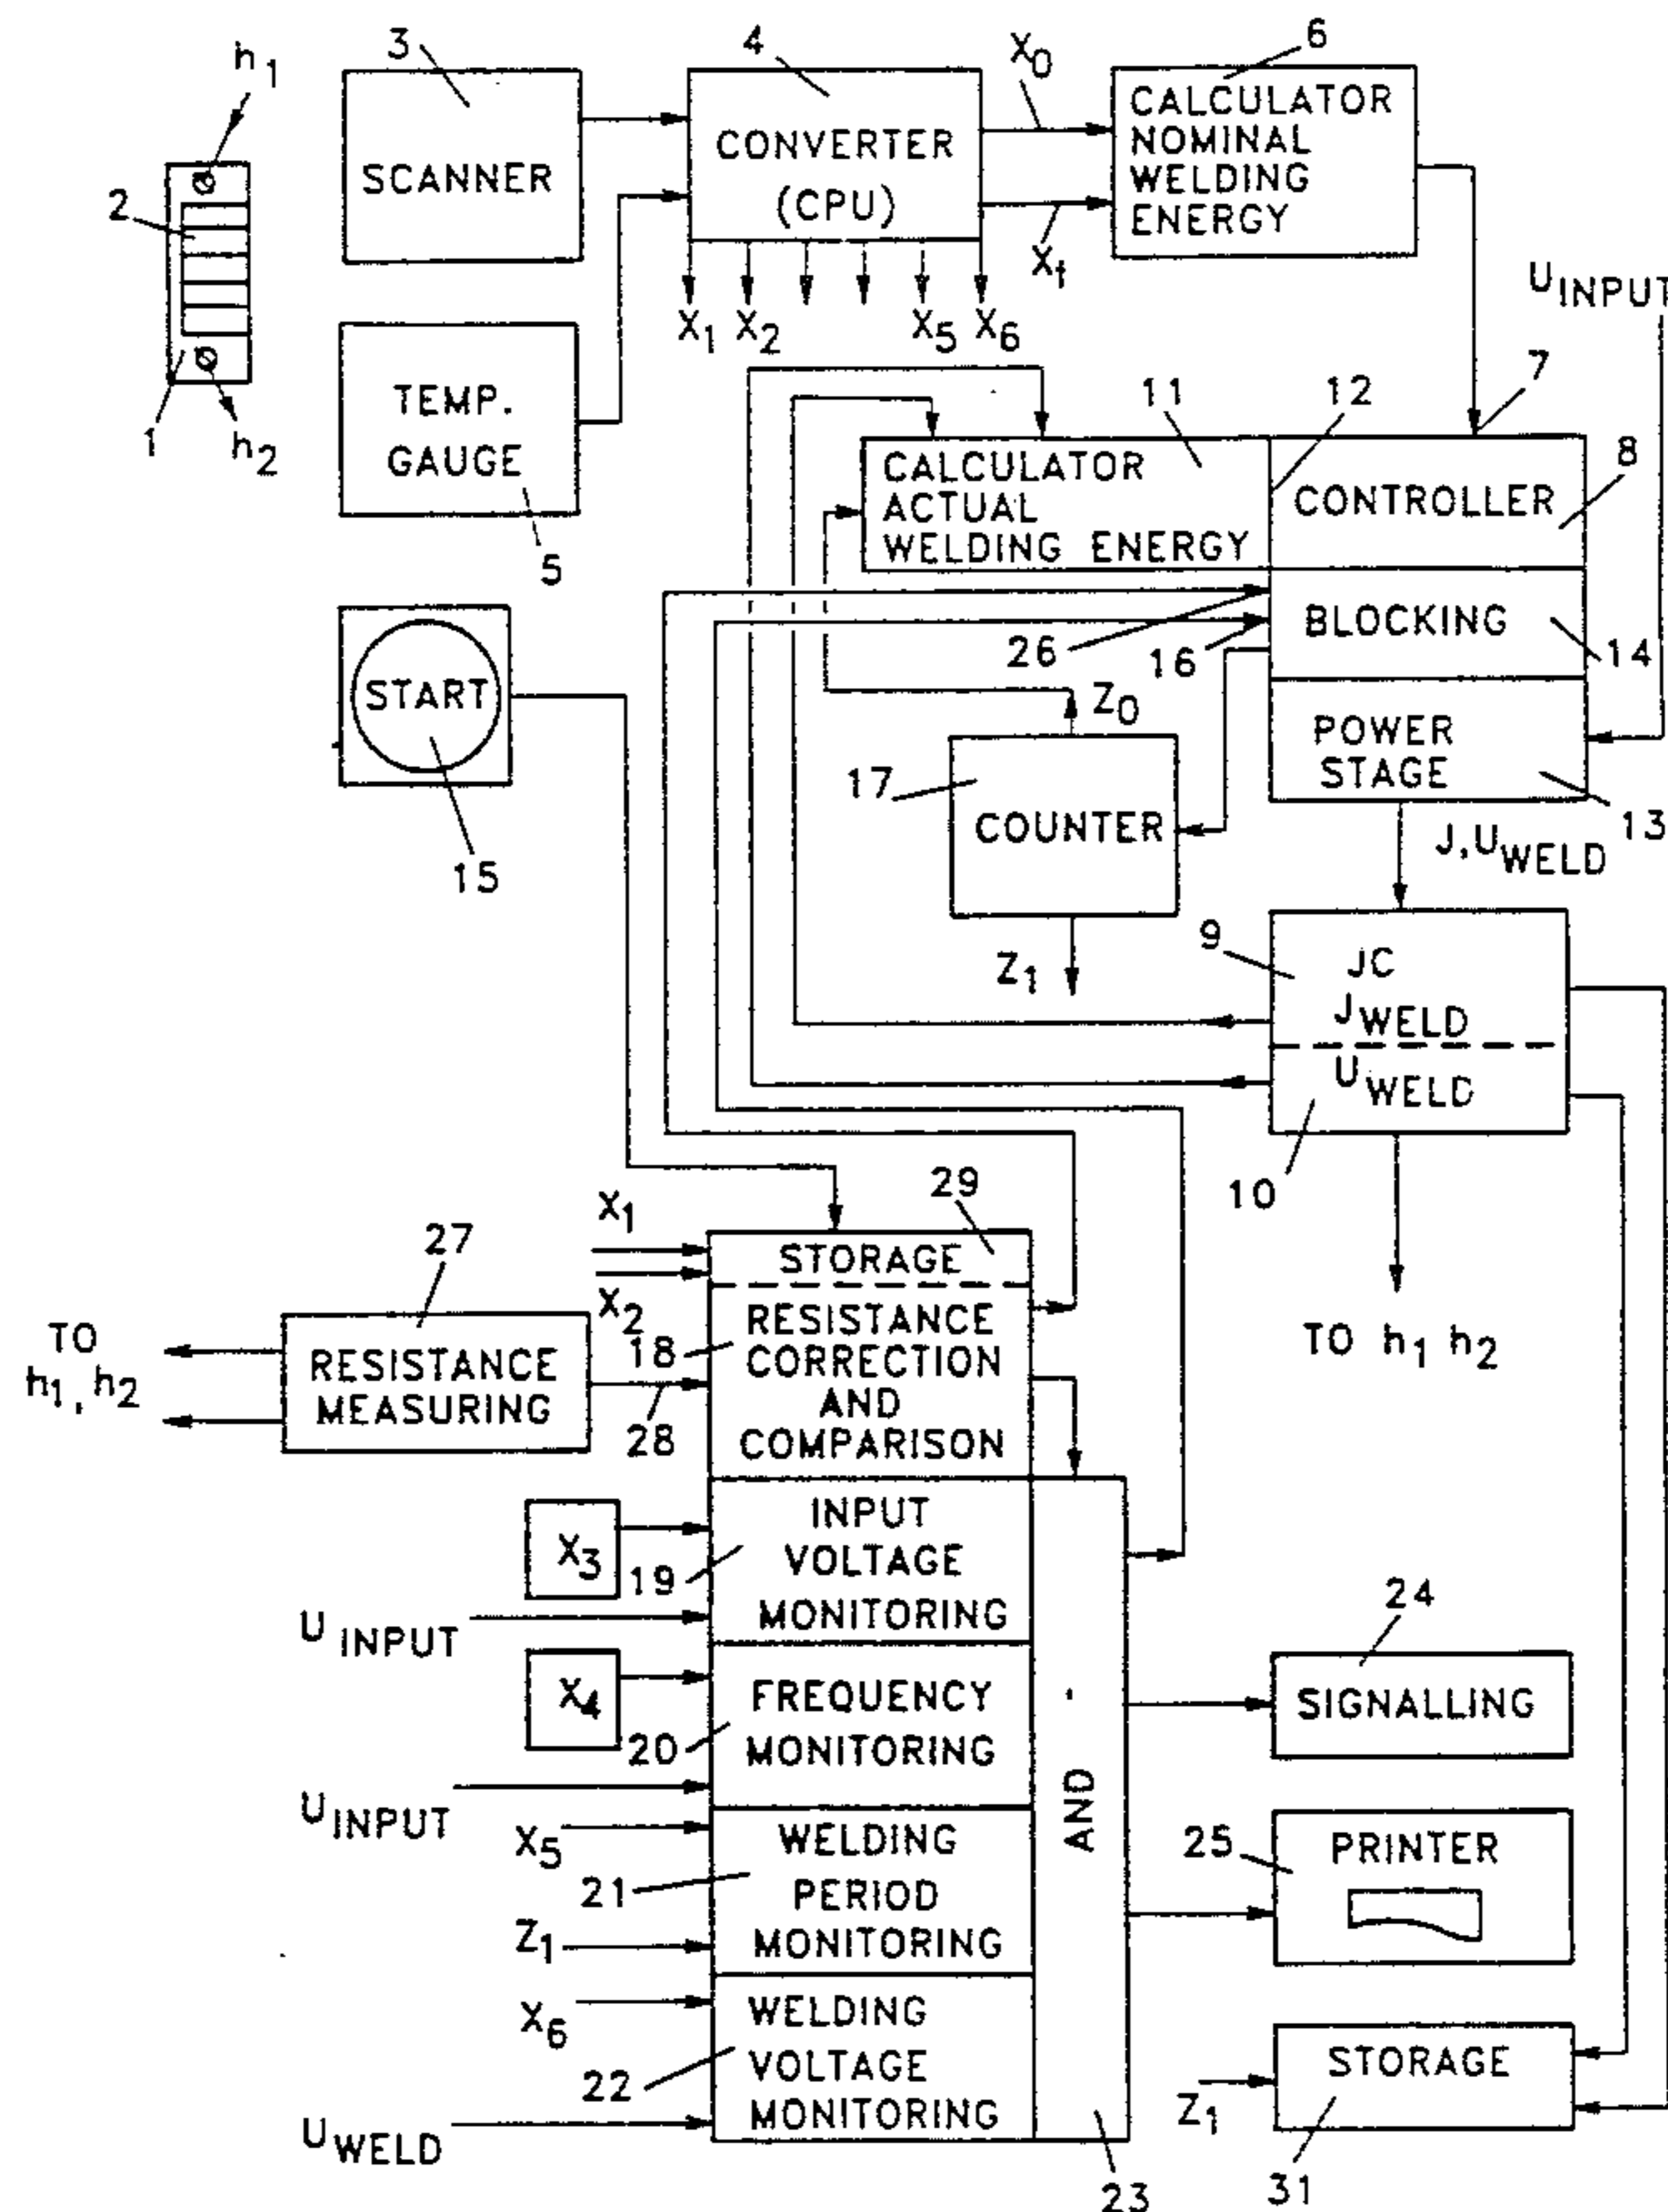 h1
2
1
h2
3
SCANNER
4
CONVERTER
(CPU)
X0
Xf
6
CALCULATOR
NOMINAL
WELDING
ENERGY
X1 X2 X5 X6
UINPUT
TEMP.
GAUGE
5
7
11
12
CALCULATOR
ACTUAL
WELDING ENERGY
CONTROLLER
8
START
15
26
16
BLOCKING
14
Z0
17
COUNTER
Z1
POWER
STAGE
13
J,UWELD
9
JC
JWELD
UWELD
10
TO h1 h2
29
X1
X2
STORAGE
27
TO
h1, h2
RESISTANCE
MEASURING
28
18
RESISTANCE
CORRECTION
AND
COMPARISON
X3
19
INPUT
VOLTAGE
MONITORING
UINPUT
X4
20
FREQUENCY
MONITORING
UINPUT
X5
21
WELDING
PERIOD
MONITORING
Z1
X6
22
WELDING
VOLTAGE
MONITORING
UWELD
AND
23
24
SIGNALLING
25
PRINTER
STORAGE
Z1
31